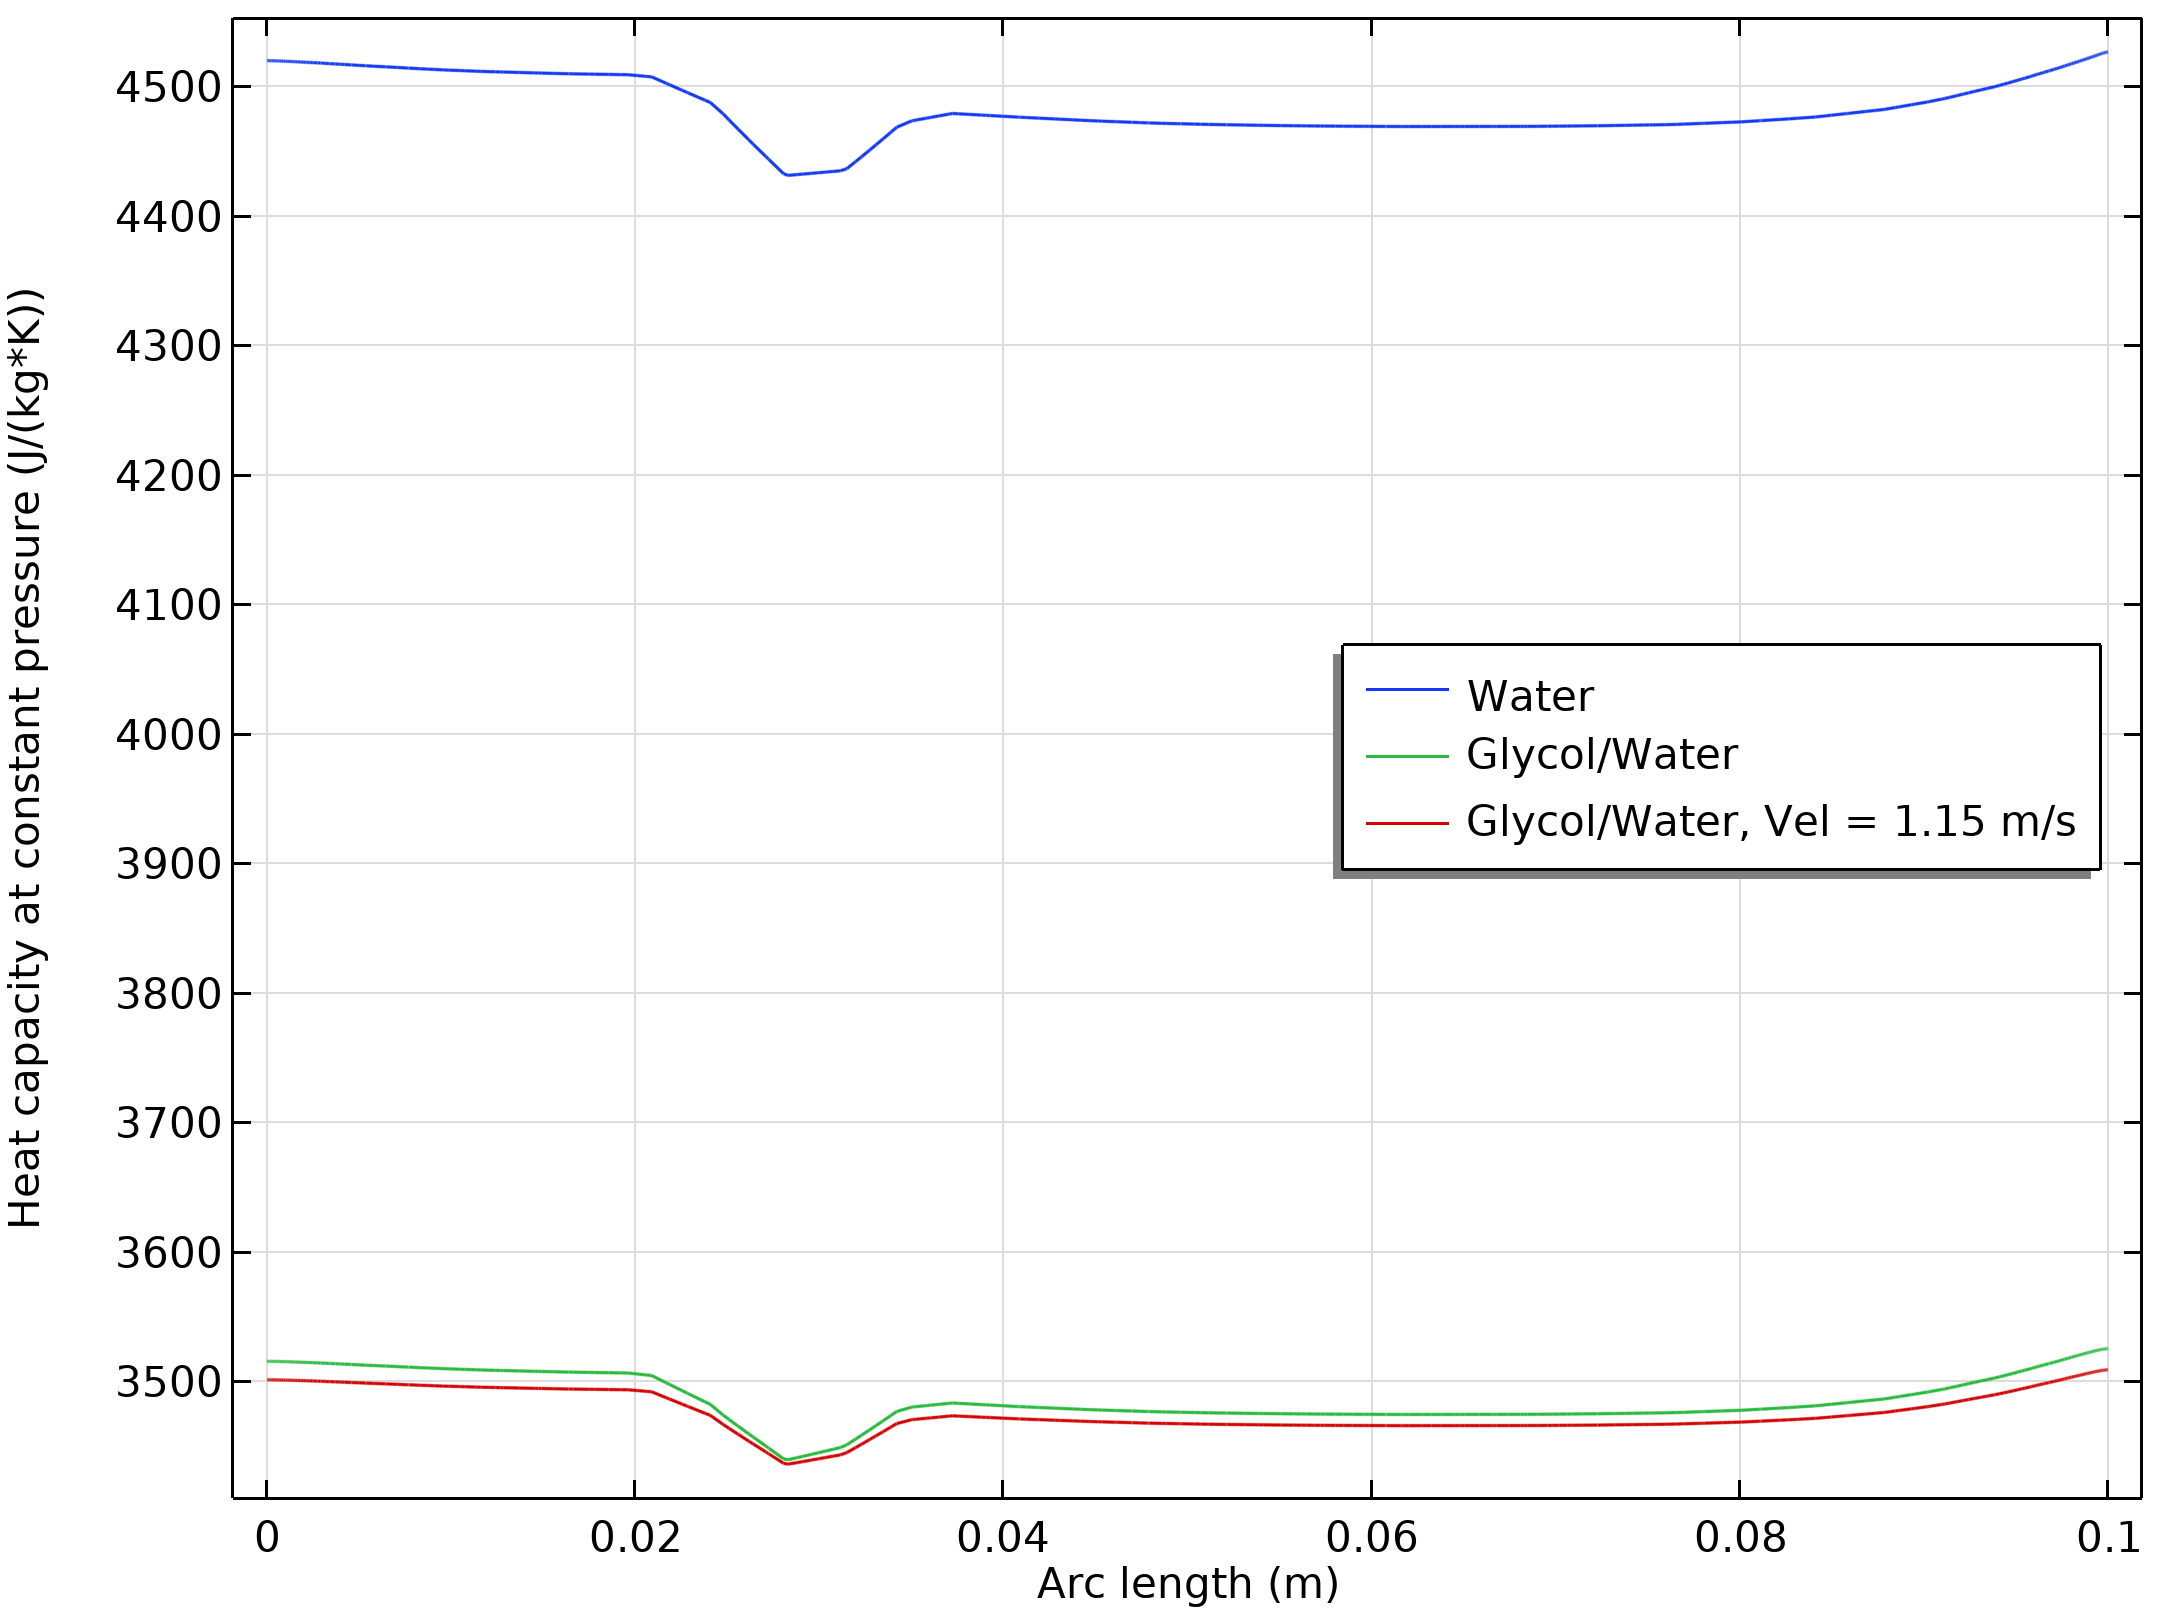 Heat capacity at constant pressure (J/(kg*K))
4500
4400
4300
4200
4100
4000
3900
3800
3700
3600
3500
Water
Glycol/Water
Glycol/Water, Vel = 1.15 m/s
0 0.02 0.04 0.06 0.08 0.1
Arc length (m)